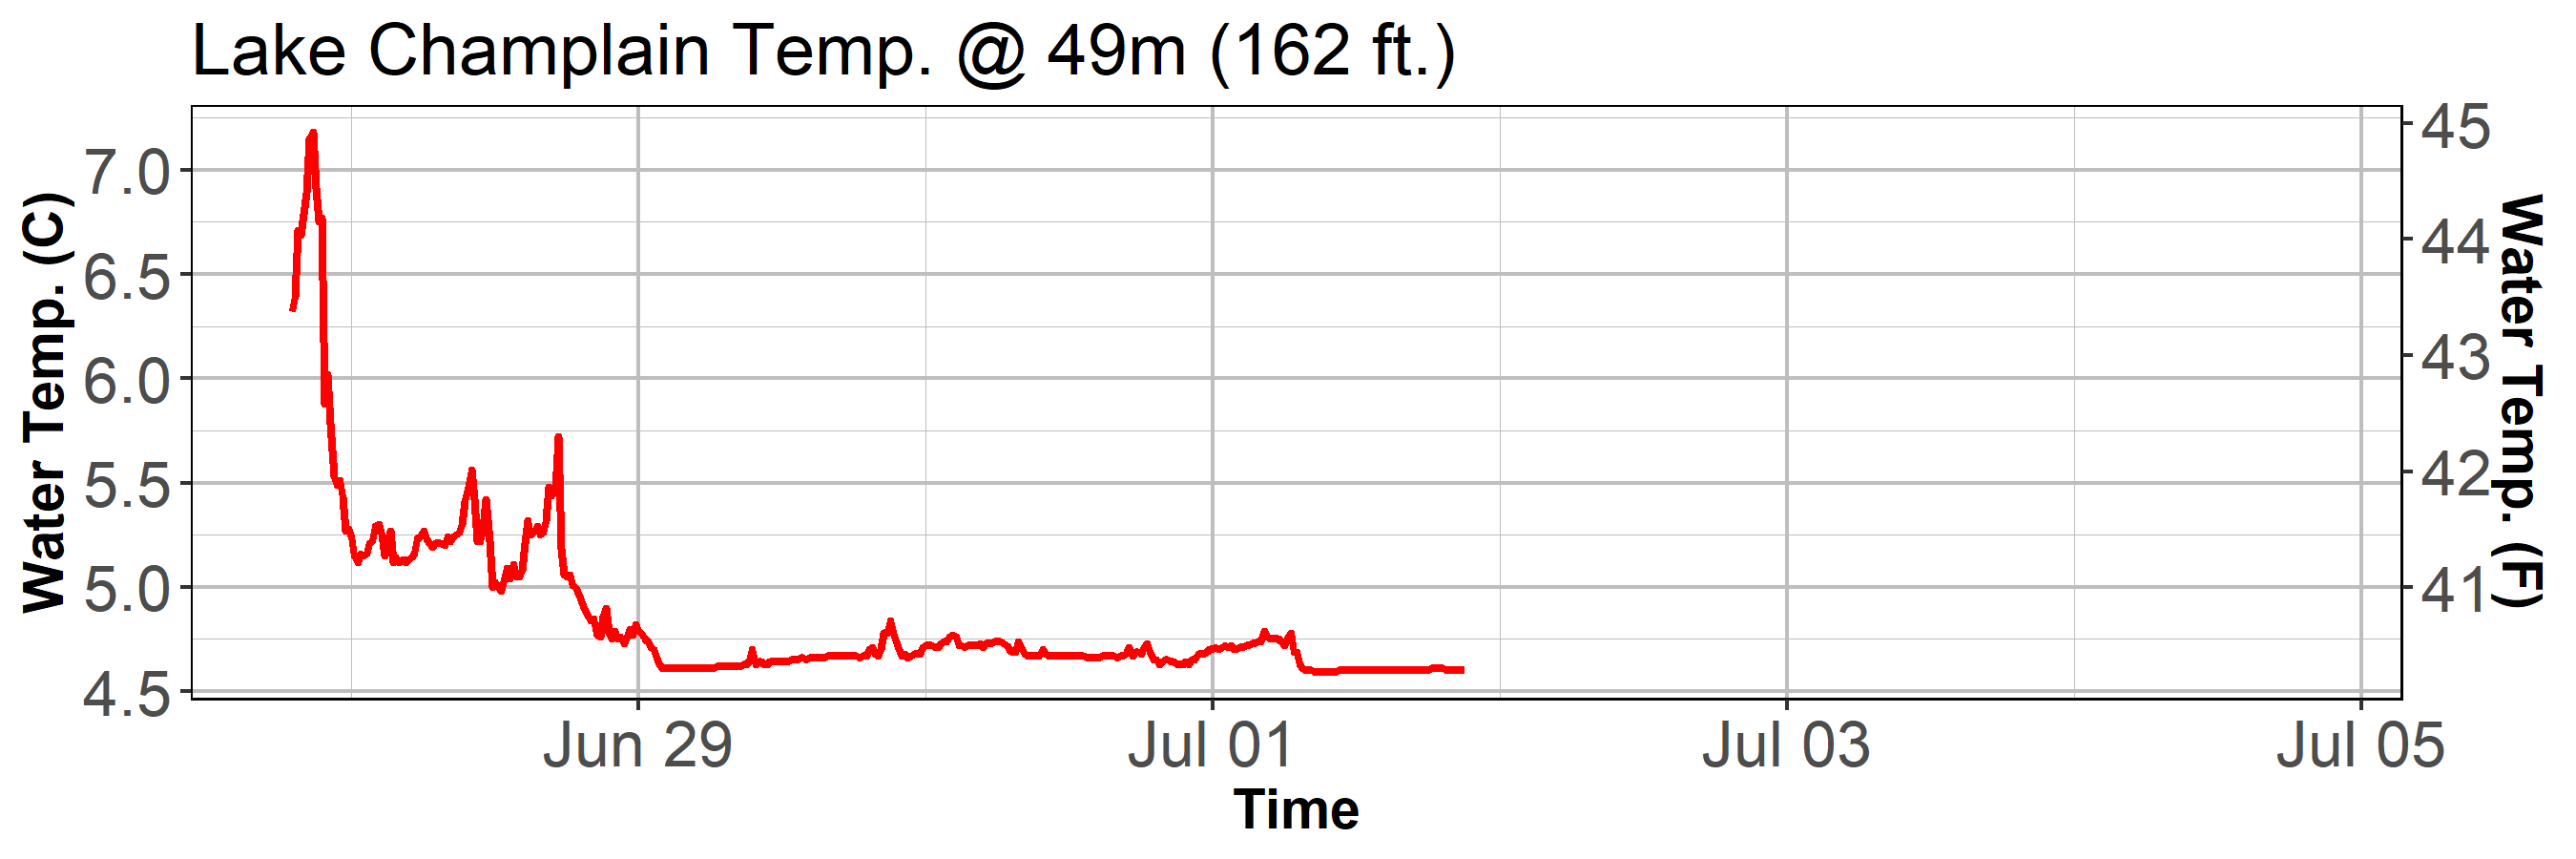 Lake Champlain Temp. @ 49m (162 ft.)
Water Temp. (C)
7.0
6.5
6.0
5.5
5.0
4.5
45
44
43
42
41
Water Temp. (F)
Jun 29
Jul 01
Jul 03
Jul 05
Time